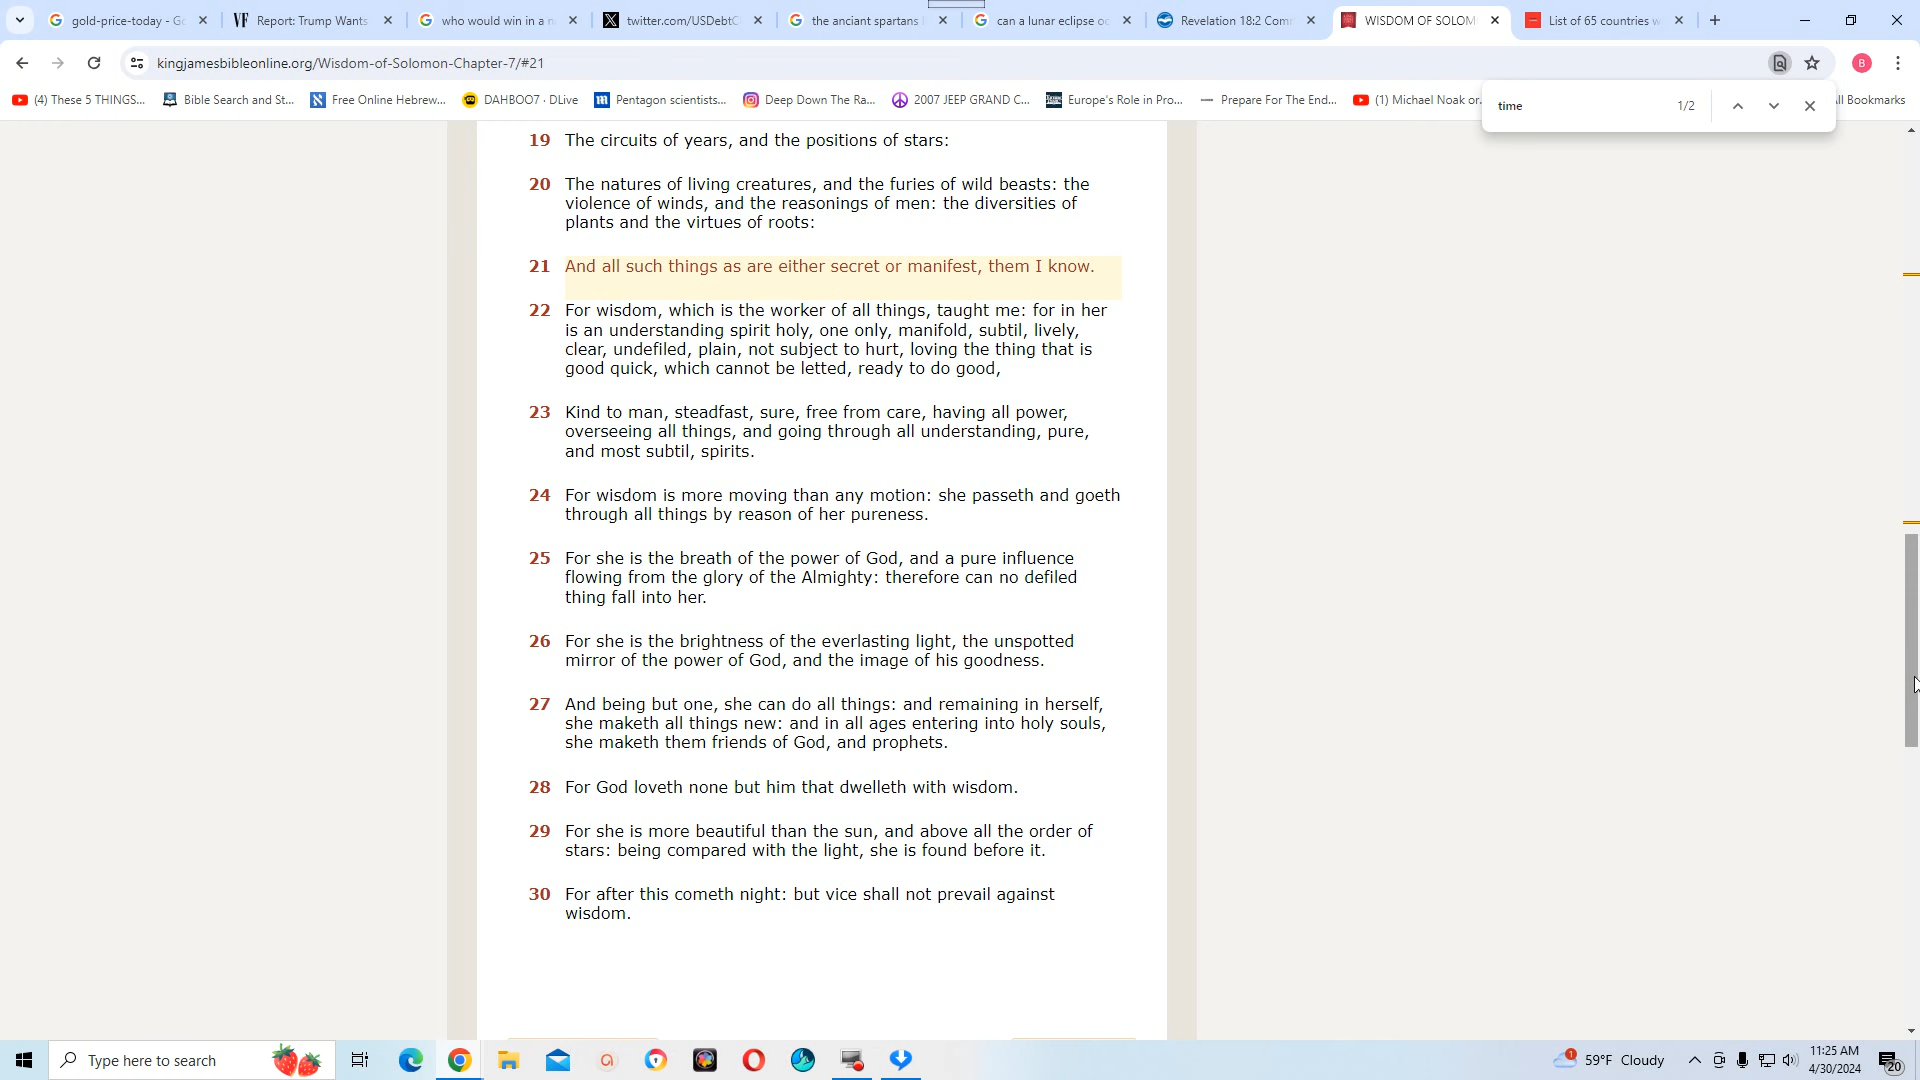 gold-price-today - Go
Report: Trump Wants
who would win in a n
twitter.com/USDebtC
the anciant spartans
can a lunar eclipse oc
Revelation 18:2 Comm
WISDOM OF SOLOM
List of 65 countries w
kingjamesbibleonline.org/Wisdom-of-Solomon-Chapter-7/#21
B
(4) These 5 THINGS...
Bible Search and St...
Free Online Hebrew...
DAHBOO7 · DLive
Pentagon scientists...
Deep Down The Ra...
2007 JEEP GRAND C...
Europe's Role in Pro...
Prepare For The End...
(1) Michael Noak or
ll Bookmarks
time
1/2
19 The circuits of years, and the positions of stars:
20 The natures of living creatures, and the furies of wild beasts: the
violence of winds, and the reasonings of men: the diversities of
plants and the virtues of roots:
21 And all such things as are either secret or manifest, them I know.
22 For wisdom, which is the worker of all things, taught me: for in her
is an understanding spirit holy, one only, manifold, subtil, lively,
clear, undefiled, plain, not subject to hurt, loving the thing that is
good quick, which cannot be letted, ready to do good,
23 Kind to man, steadfast, sure, free from care, having all power,
overseeing all things, and going through all understanding, pure,
and most subtil, spirits.
24 For wisdom is more moving than any motion: she passeth and goeth
through all things by reason of her pureness.
25 For she is the breath of the power of God, and a pure influence
flowing from the glory of the Almighty: therefore can no defiled
thing fall into her.
26 For she is the brightness of the everlasting light, the unspotted
mirror of the power of God, and the image of his goodness.
27 And being but one, she can do all things: and remaining in herself,
she maketh all things new: and in all ages entering into holy souls,
she maketh them friends of God, and prophets.
28 For God loveth none but him that dwelleth with wisdom.
29 For she is more beautiful than the sun, and above all the order of
stars: being compared with the light, she is found before it.
30 For after this cometh night: but vice shall not prevail against
wisdom.
Type here to search
1
59°F Cloudy
11:25 AM
4/30/2024
20